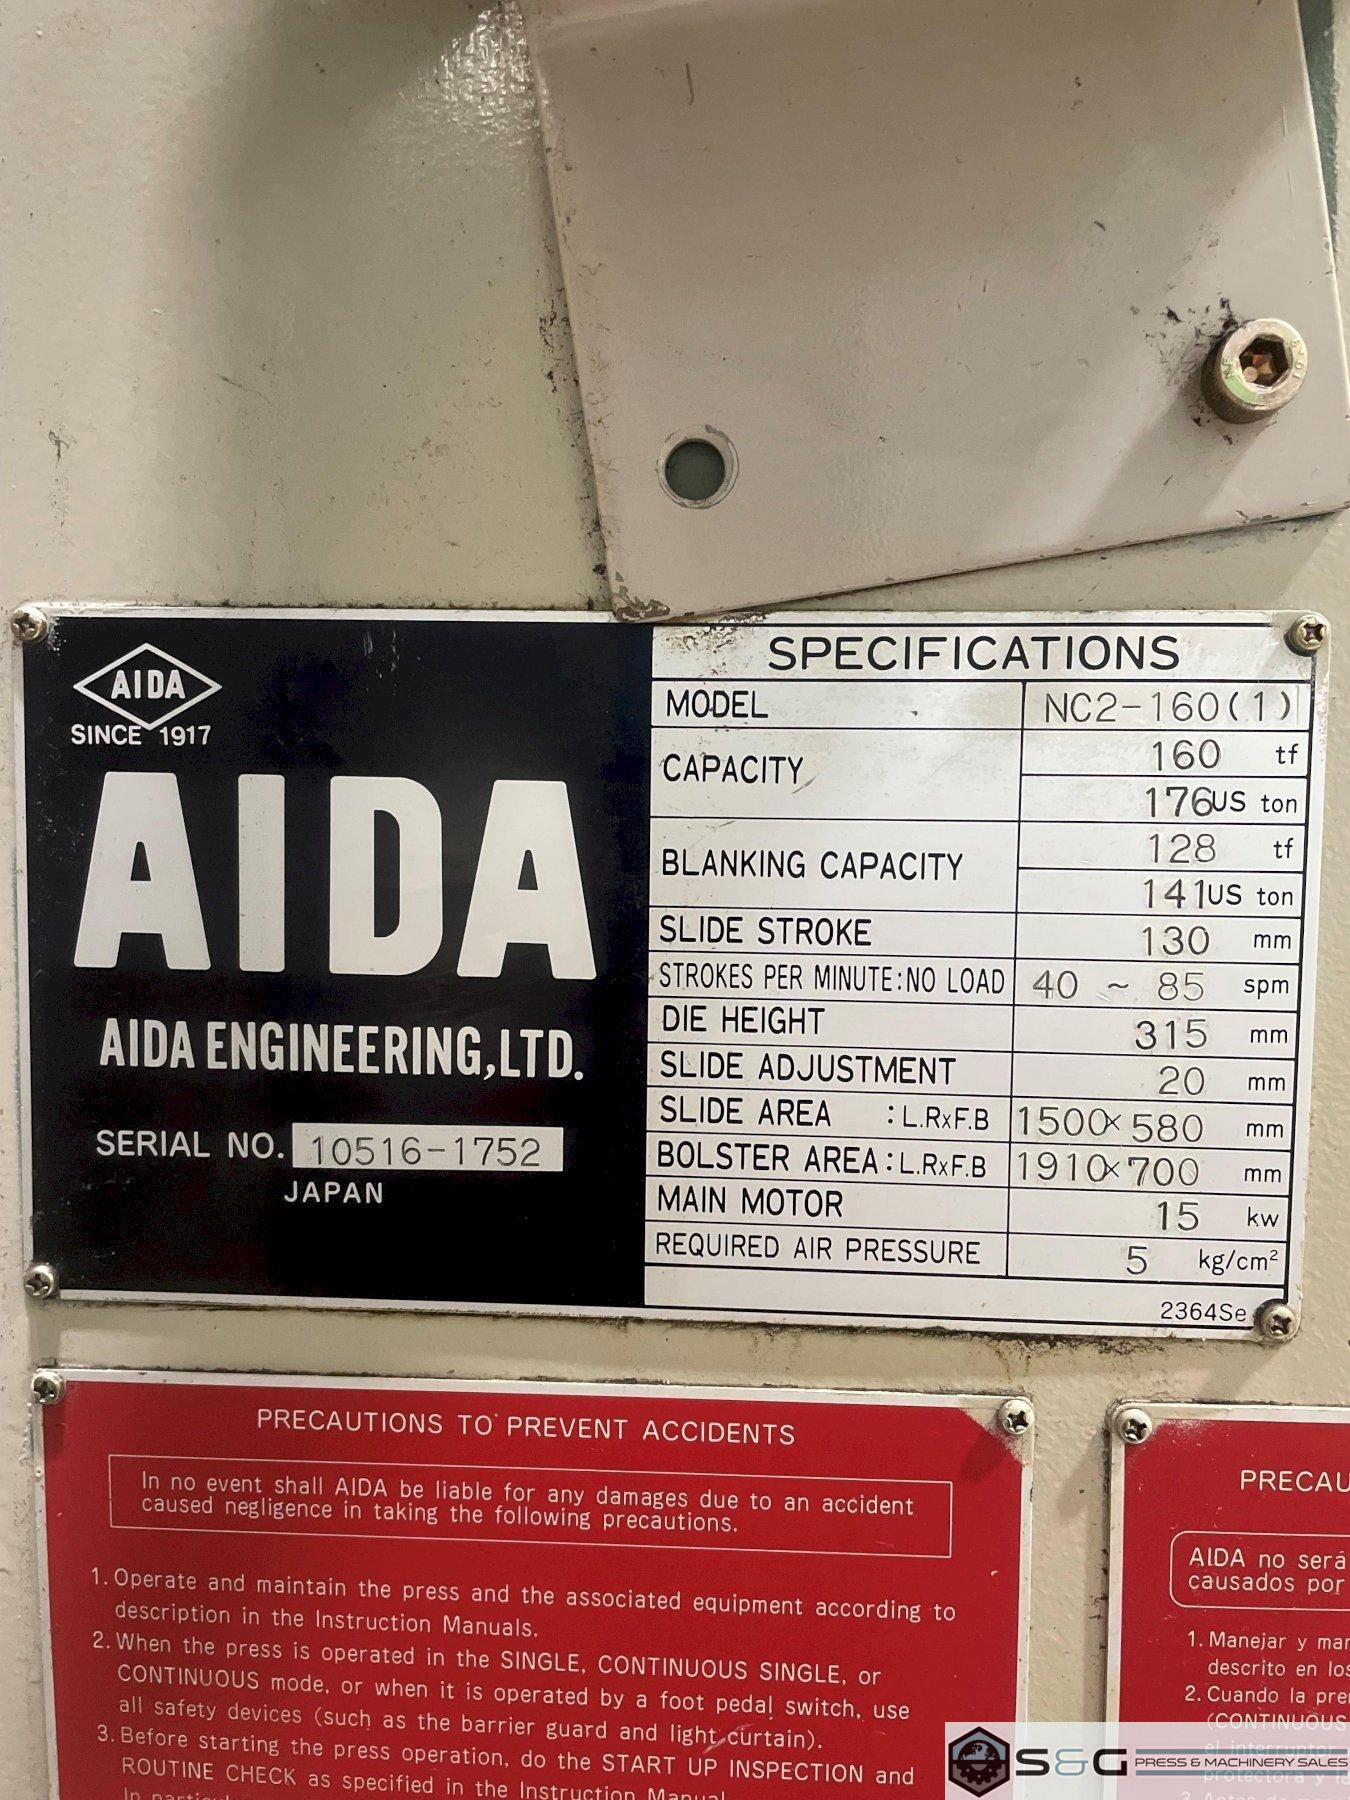 AIDA
SINCE 1917
AIDA
AIDA ENGINEERING,LTD.
SERIAL NO. 10516-1752
JAPAN
SPECIFICATIONS
MODEL NC2-160(1)
CAPACITY 160 tf
176 US ton
BLANKING CAPACITY 128 tf
141 US ton
SLIDE STROKE 130 mm
STROKES PER MINUTE:NO LOAD 40 ~ 85 spm
DIE HEIGHT 315 mm
SLIDE ADJUSTMENT 20 mm
SLIDE AREA :L.RxF.B 1500×580 mm
BOLSTER AREA:L.RxF.B 1910×700 mm
MAIN MOTOR 15 kw
REQUIRED AIR PRESSURE 5 kg/cm²
2364Se
PRECAUTIONS TO PREVENT ACCIDENTS
In no event shall AIDA be liable for any damages due to an accident
caused negligence in taking the following precautions.
1. Operate and maintain the press and the associated equipment according to
description in the Instruction Manuals.
2. When the press is operated in the SINGLE, CONTINUOUS SINGLE, or
CONTINUOUS mode, or when it is operated by a foot pedal switch, use
all safety devices (such as the barrier guard and light curtain).
3. Before starting the press operation, do the START UP INSPECTION and
ROUTINE CHECK as specified in the Instruction Manual.
PRECAU
AIDA no será
causados por
1. Manejar y man
descrito en los
2. Cuando la pre
(CONTINUOUS
el interruptor
protectora y
S&G PRESS & MACHINERY SALES